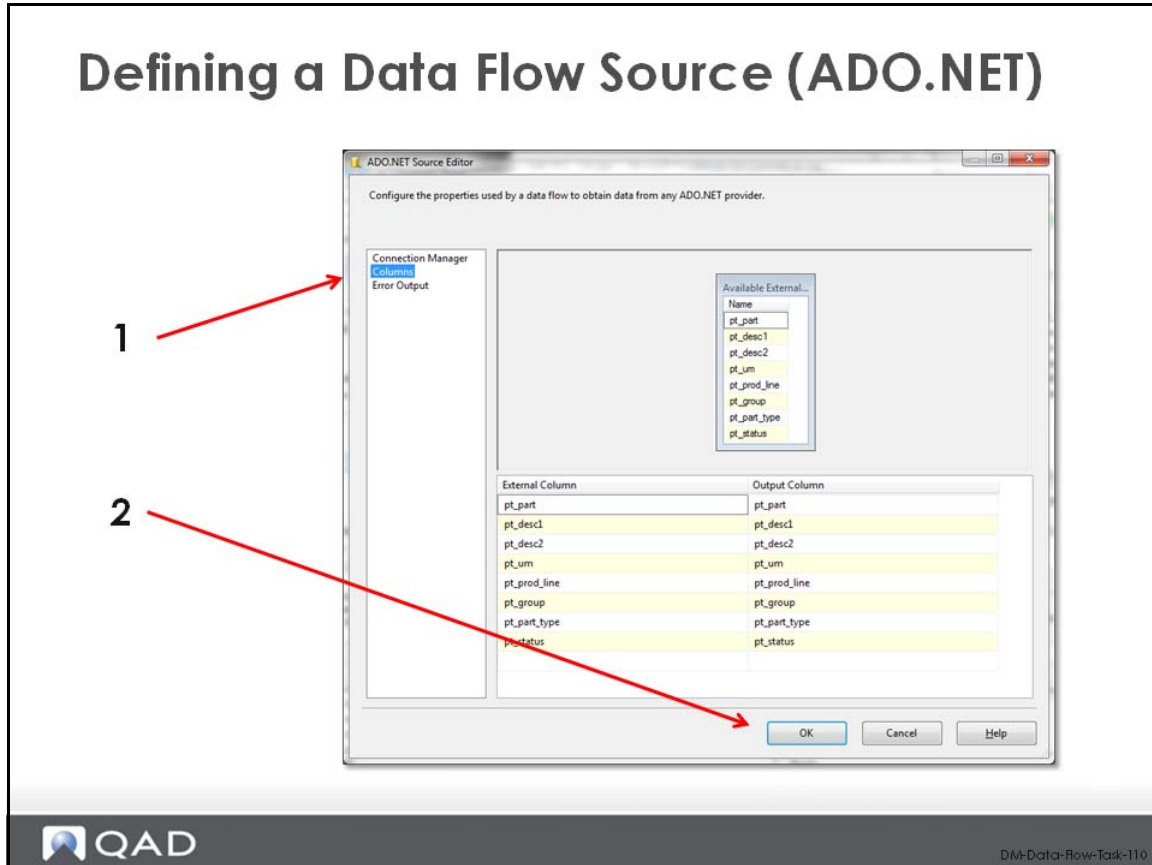 Defining a Data Flow Source (ADO.NET)
ADO.NET Source Editor
Configure the properties used by a data flow to obtain data from any ADO.NET provider.
Connection Manager
Columns
Error Output
1
Available External...
Name
pt_part
pt_desc1
pt_desc2
pt_um
pt_prod_line
pt_group
pt_part_type
pt_status
2
External Column Output Column
pt_part pt_part
pt_desc1 pt_desc1
pt_desc2 pt_desc2
pt_um pt_um
pt_prod_line pt_prod_line
pt_group pt_group
pt_part_type pt_part_type
pt_status pt_status
OK Cancel Help
QAD
DM-Data-Flow-Task-110